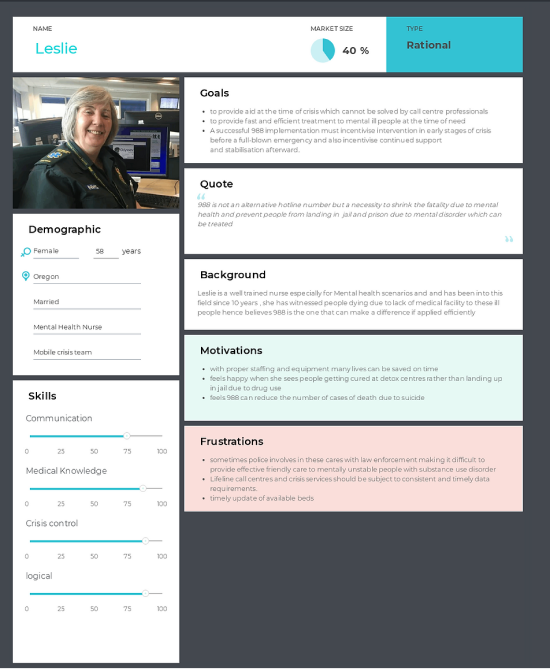 NAME
Leslie
MARKET SIZE
40 %
TYPE
Rational
NHS
Demographic
Female
58 years
Oregon
Married
Mental Health Nurse
Mobile crisis team
Skills
Communication
0 25 50 75 100
Medical Knowledge
0 25 50 75 100
Crisis control
0 25 50 75 100
logical
0 25 50 75 100
Goals
• to provide aid at the time of crisis which cannot be solved by call centre professionals
• to provide fast and efficient treatment to mental ill people at the time of need
• A successful 988 implementation must incentivise intervention in early stages of crisis
before a full-blown emergency and also incentivise continued support
and stabilisation afterward.
Quote
“
988 is not an alternative hotline number but a necessity to shrink the fatality due to mental
health and prevent people from landing in jail and prison due to mental disorder which can
be treated
“
Background
Leslie is a well trained nurse especially for Mental health scenarios and and has been into this
field since 10 years , she has witnessed people dying due to lack of medical facility to these ill
people hence believes 988 is the one that can make a difference if applied efficiently
Motivations
• with proper staffing and equipment many lives can be saved on time
• feels happy when she sees people getting cured at detox centres rather than landing up
in jail due to drug use
• feels 988 can reduce the number of cases of death due to suicide
Frustrations
• sometimes police involves in these cares with law enforcement making it difficult to
provide effective friendly care to mentally unstable people with substance use disorder
• Lifeline call centres and crisis services should be subject to consistent and timely data
requirements.
• timely update of available beds